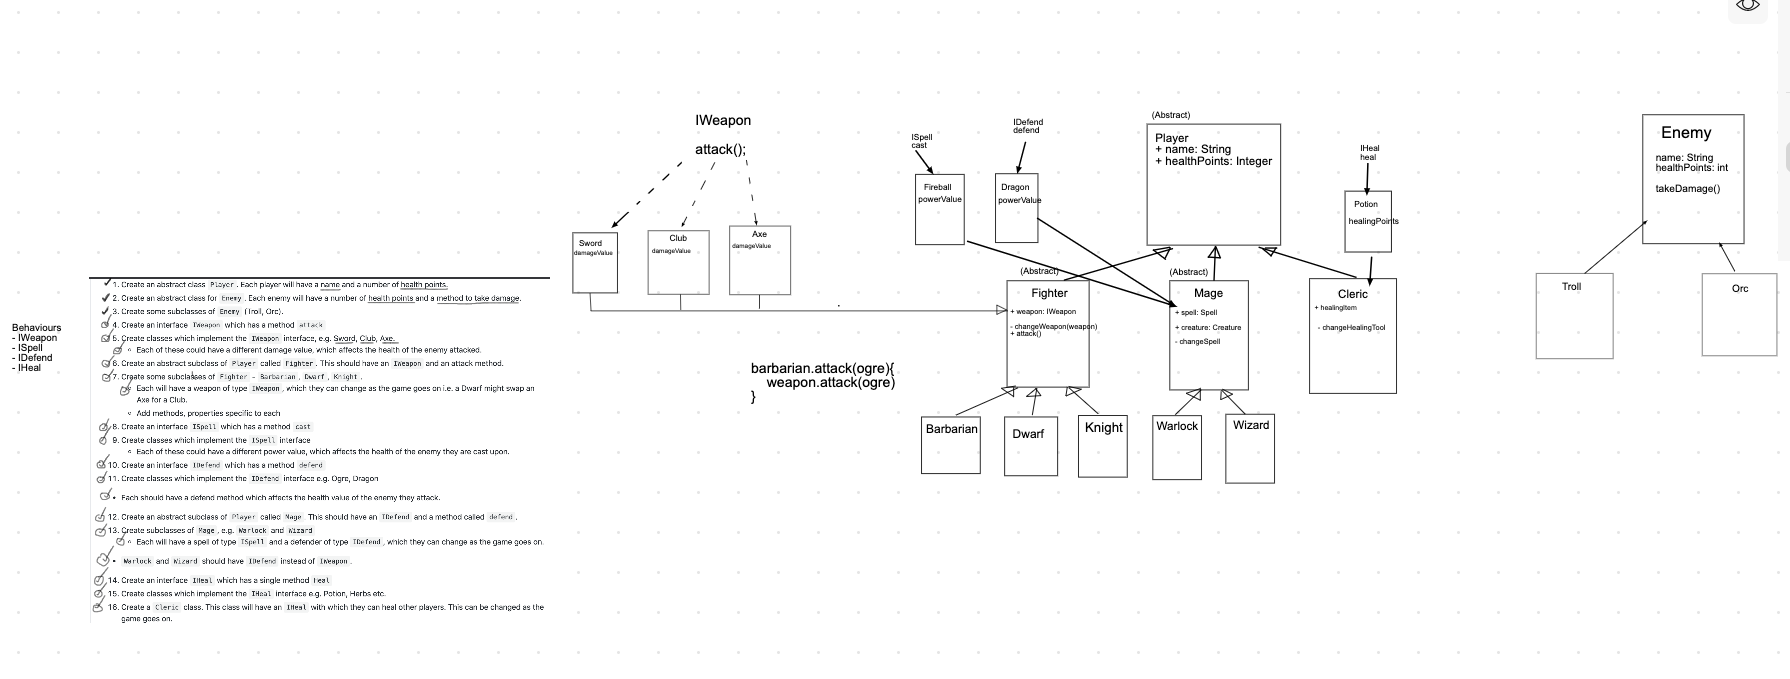 Behaviours
- IWeapon
- ISpell
- IDefend
- IHeal
1. Create an abstract class Player. Each player will have a name and a number of health points.
2. Create an abstract class for Enemy. Each enemy will have a number of health points and a method to take damage.
3. Create some subclasses of Enemy (Troll, Orc).
4. Create an interface IWeapon which has a method attack
5. Create classes which implement the IWeapon interface, e.g. Sword, Club, Axe.
Each of these could have a different damage value, which affects the health of the enemy attacked.
6. Create an abstract subclass of Player called Fighter. This should have an IWeapon and an attack method.
7. Create some subclasses of Fighter - Barbarian, Dwarf, Knight.
Each will have a weapon of type IWeapon, which they can change as the game goes on i.e. a Dwarf might swap an
Axe for a Club.
Add methods, properties specific to each
8. Create an interface ISpell which has a method cast
9. Create classes which implement the ISpell interface
Each of these could have a different power value, which affects the health of the enemy they are cast upon.
10. Create an interface IDefend which has a method defend
11. Create classes which implement the IDefend interface e.g. Ogre, Dragon
Each should have a defend method which affects the health value of the enemy they attack.
12. Create an abstract subclass of Player called Mage This should have an IDefend and a method called defend.
13. Create subclasses of Mage, e.g. Warlock and Wizard
Each will have a spell of type ISpell and a defender of type IDefend, which they can change as the game goes on.
Warlock and Wizard should have IDefend instead of IWeapon.
14. Create an interface IHeal which has a single method Heal
15. Create classes which implement the IHeal interface e.g. Potion, Herbs etc.
16. Create a Cleric class. This class will have an IHeal with which they can heal other players. This can be changed as the
game goes on.
IWeapon
attack();
Sword
damageValue
Club
damageValue
Axe
damageValue
barbarian.attack(ogre){
weapon.attack(ogre)
}
ISpell
cast
Fireball
powerValue
IDefend
defend
Dragon
powerValue
(Abstract)
Player
+ name: String
+ healthPoints: Integer
IHeal
heal
Potion
healingPoints
(Abstract)
Fighter
+ weapon: IWeapon
- changeWeapon(weapon)
+ attack()
(Abstract)
Mage
+ spell: Spell
+ creature: Creature
- changeSpell
Cleric
+ healingItem
- changeHealingTool
Barbarian
Dwarf
Knight
Warlock
Wizard
Enemy
name: String
healthPoints: int
takeDamage()
Troll
Orc